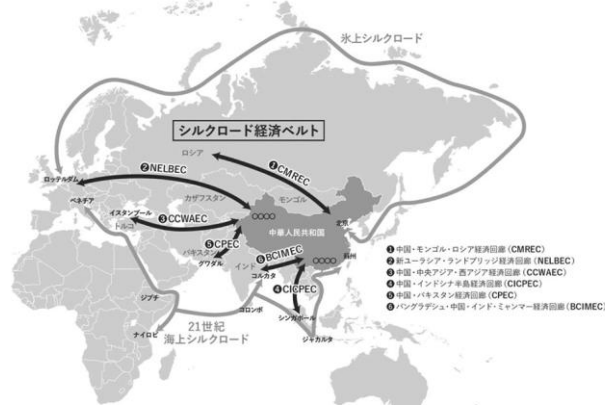 氷上シルクロード
シルクロード経済ベルト
ロシア
❶CMREC
❷NELBEC
ロッテルダム
カザフスタン
モンゴル
ベネチア
イスタンブール
❸CCWAEC
トルコ
○○○○
北京
中華人民共和国
❺CPEC
パキスタン
グワダル
❻BCIMEC
インド
コルカタ
○○○○
❹CICPEC
ジブチ
コロンボ
シンガポール
21世紀
海上シルクロード
ナイロビ
ジャカルタ
❶中国・モンゴル・ロシア経済回廊(CMREC)
❷新ユーラシア・ランドブリッジ経済回廊(NELBEC)
❸中国・中央アジア・西アジア経済回廊(CCWAEC)
❹中国・インドシナ半島経済回廊(CICPEC)
❺中国・パキスタン経済回廊(CPEC)
❻バングラデシュ・中国・インド・ミャンマー経済回廊(BCIMEC)